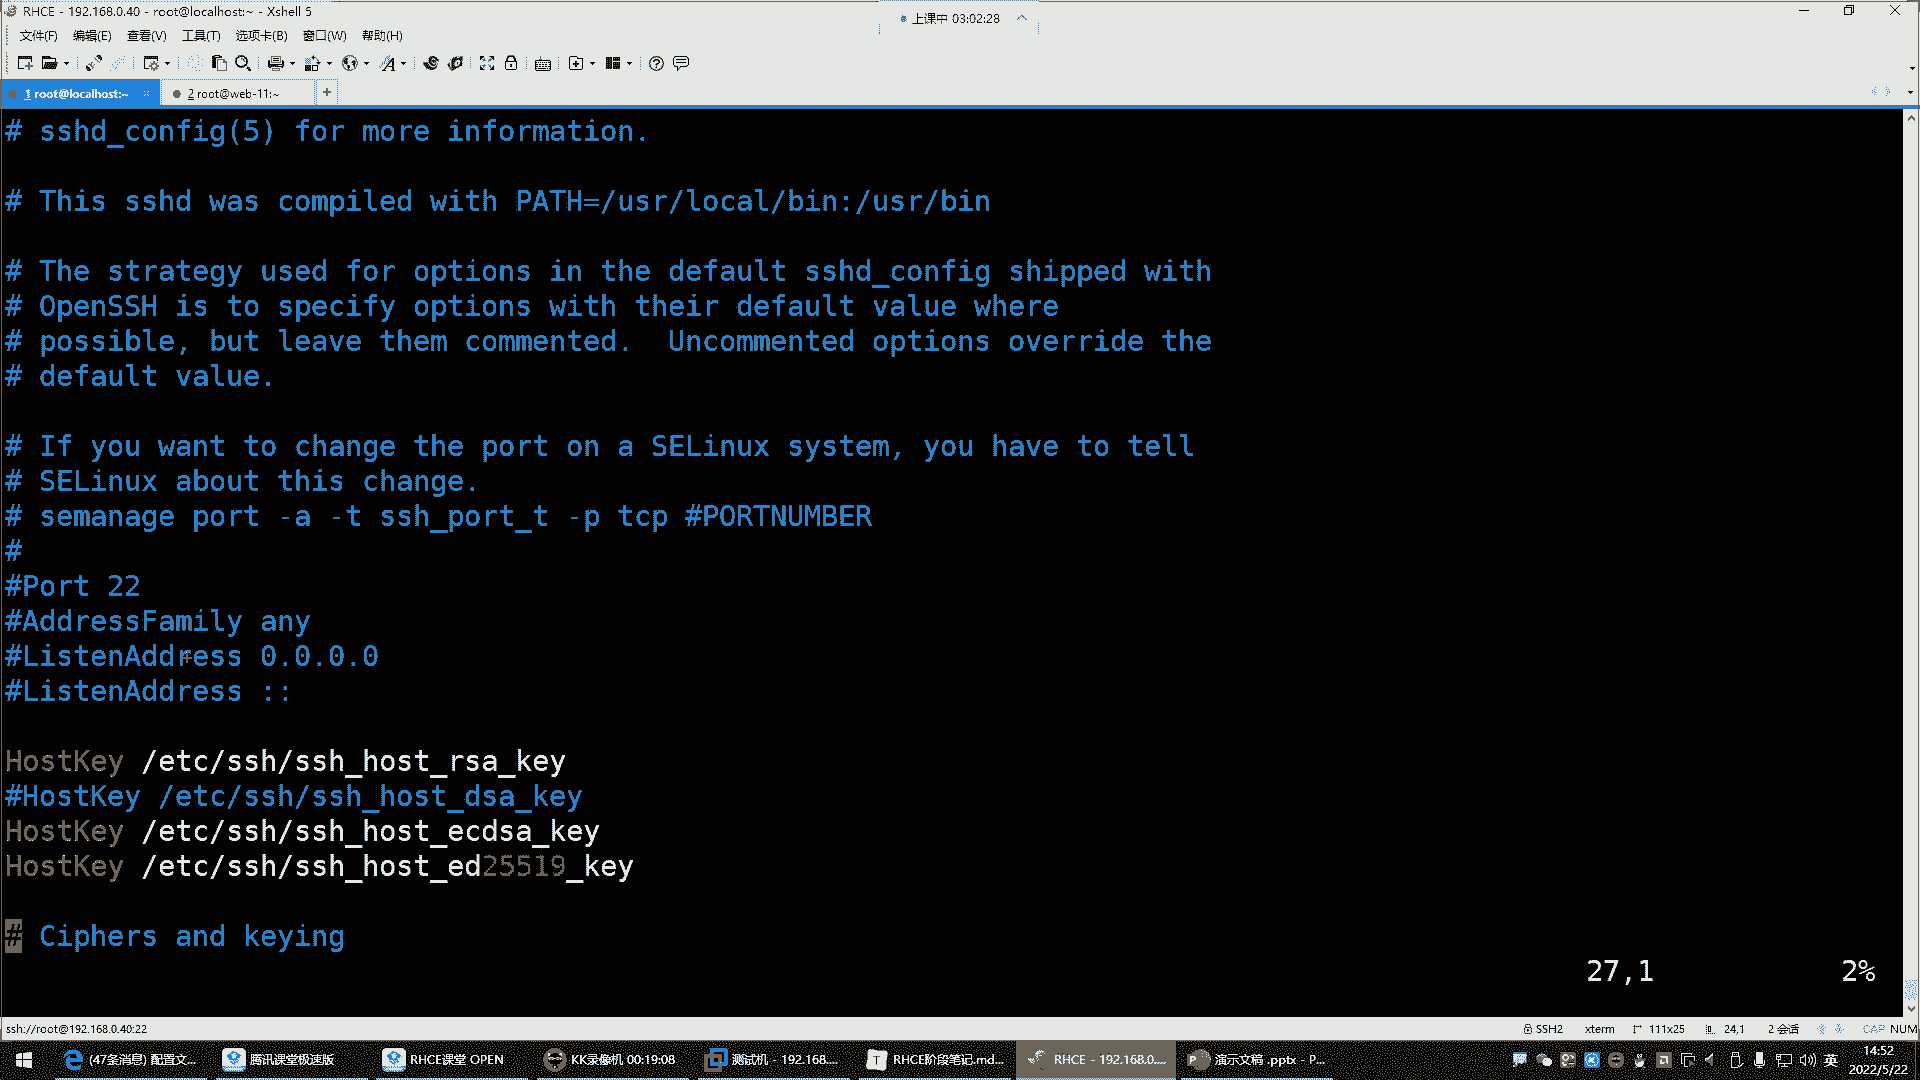 RHCE - 192.168.0.40 - root@localhost:~ - Xshell 5
上课中 03:02:28
文件(F) 编辑(E) 查看(V) 工具(T) 选项卡(B) 窗口(W) 帮助(H)
1 root@localhost:~ × 2 root@web-11:~ +
# sshd_config(5) for more information.
# This sshd was compiled with PATH=/usr/local/bin:/usr/bin
# The strategy used for options in the default sshd_config shipped with
# OpenSSH is to specify options with their default value where
# possible, but leave them commented.  Uncommented options override the
# default value.
# If you want to change the port on a SELinux system, you have to tell
# SELinux about this change.
# semanage port -a -t ssh_port_t -p tcp #PORTNUMBER
#
#Port 22
#AddressFamily any
#ListenAddress 0.0.0.0
#ListenAddress ::
HostKey /etc/ssh/ssh_host_rsa_key
#HostKey /etc/ssh/ssh_host_dsa_key
HostKey /etc/ssh/ssh_host_ecdsa_key
HostKey /etc/ssh/ssh_host_ed25519_key
# Ciphers and keying
27,1 2%
ssh://root@192.168.0.40:22 SSH2 xterm 111x25 24,1 2 会话 CAP NUM
(47条消息) 配置文... 腾讯课堂极速版 RHCE课堂 OPEN KK录像机 00:19:08 测试机 - 192.168.... RHCE阶段笔记.md... RHCE - 192.168.0.... 演示文稿 .pptx - P... 英 14:52
2022/5/22